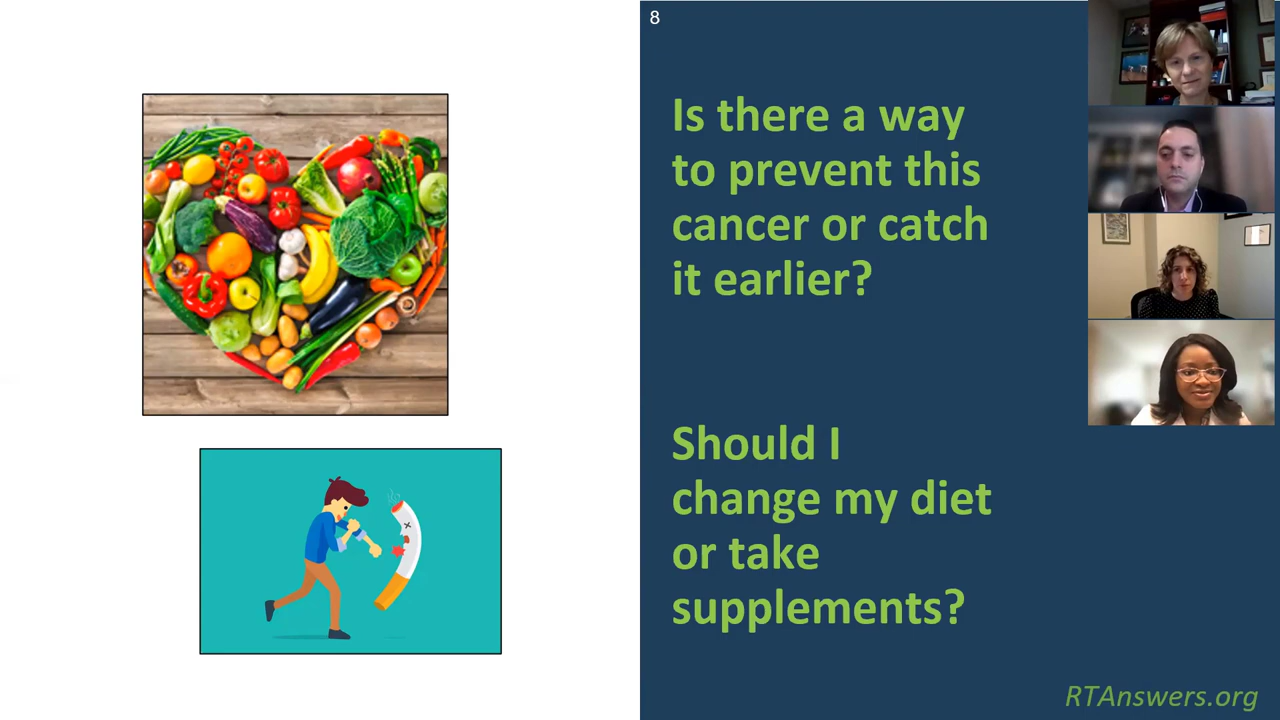 8
Is there a way
to prevent this
cancer or catch
it earlier?
Should I
change my diet
or take
supplements?
RTAnswers.org